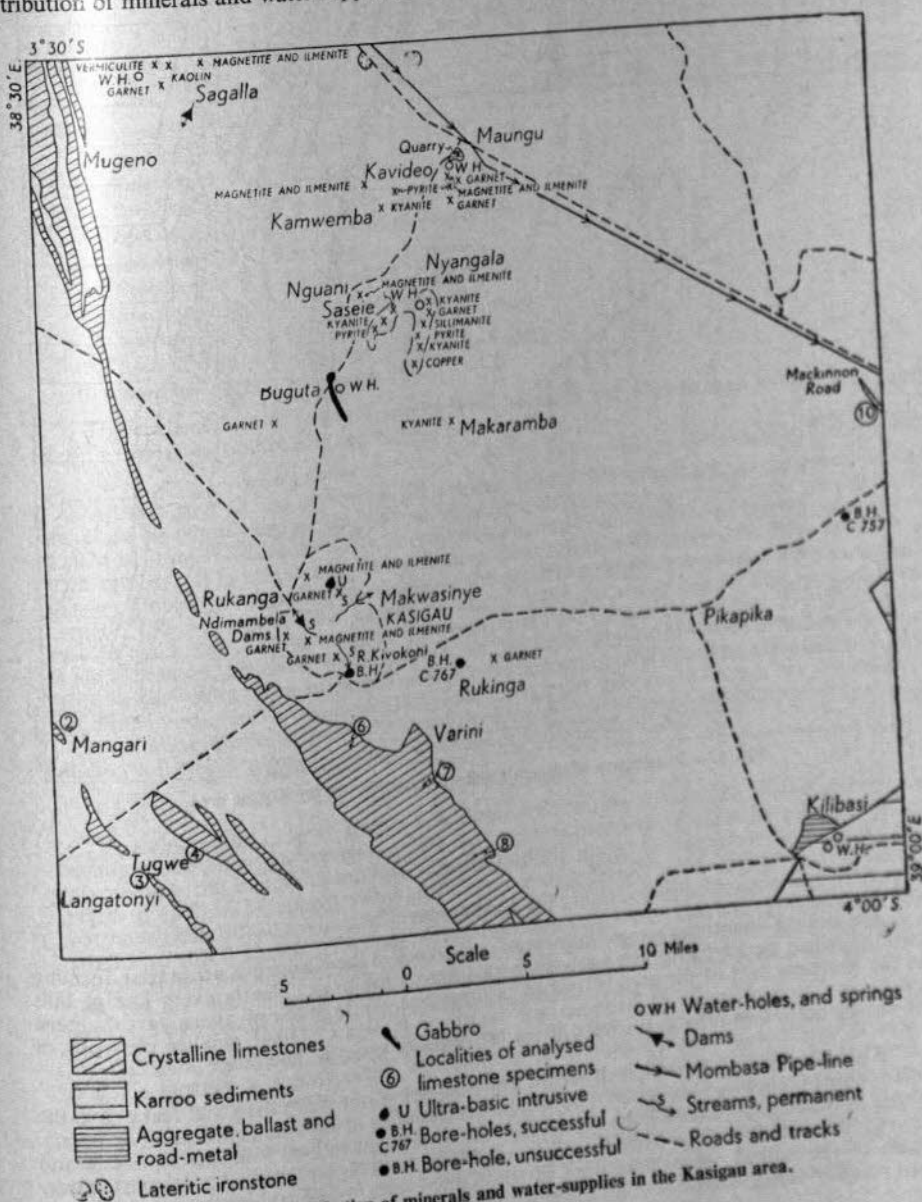 tribution of minerals and water
3°30'S
38°30'E
VERMICULITE x x x MAGNETITE AND ILMENITE
W.H. KAOLIN
GARNET x
Sagalla
Mugeno
Maungu
Quarry
W H
Kavideo x GARNET
MAGNETITE AND ILMENITE x x PYRITE x MAGNETITE AND ILMENITE
Kamwemba x KYANITE x GARNET
Nyangala
Nguani x MAGNETITE AND ILMENITE
W H
Saseie x KYANITE
x GARNET
KYANITE x SILLIMANITE
PYRITE x PYRITE
x KYANITE
x COPPER
Buguta W H.
Mackinnon
Road
10
GARNET x KYANITE x Makaramba
B.H.
C 757
x MAGNETITE AND ILMENITE
U
Rukanga GARNET x S Makwasinye
Ndimambela S KASIGAU
Dams x x MAGNETITE AND ILMENITE
GARNET
GARNET x S R. Kivokoni
B.H.
B.H. x GARNET
C 767
Rukinga
Pikapika
2
Mangari
6
Varini
7
8
Kilibasi
W.H.
39°00'E
4°00'S
Tugwe 4
3
Langatonyi
Scale
5 0 5 10 Miles
Crystalline limestones
Karroo sediments
Aggregate, ballast and
road-metal
Lateritic ironstone
Gabbro
Localities of analysed
6 limestone specimens
U Ultra-basic intrusive
B.H.
C 767 Bore-holes, successful
B.H. Bore-hole, unsuccessful
W H Water-holes, and springs
Dams
Mombasa Pipe-line
S Streams, permanent
Roads and tracks
of minerals and water-supplies in the Kasigau area.